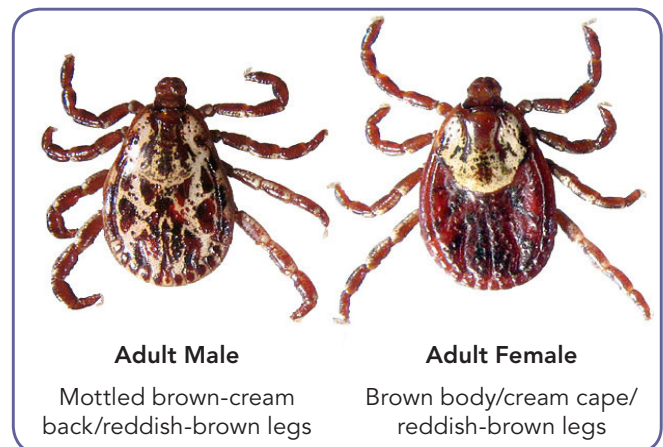 Adult Male
Mottled brown-cream
back/reddish-brown legs
Adult Female
Brown body/cream cape/
reddish-brown legs